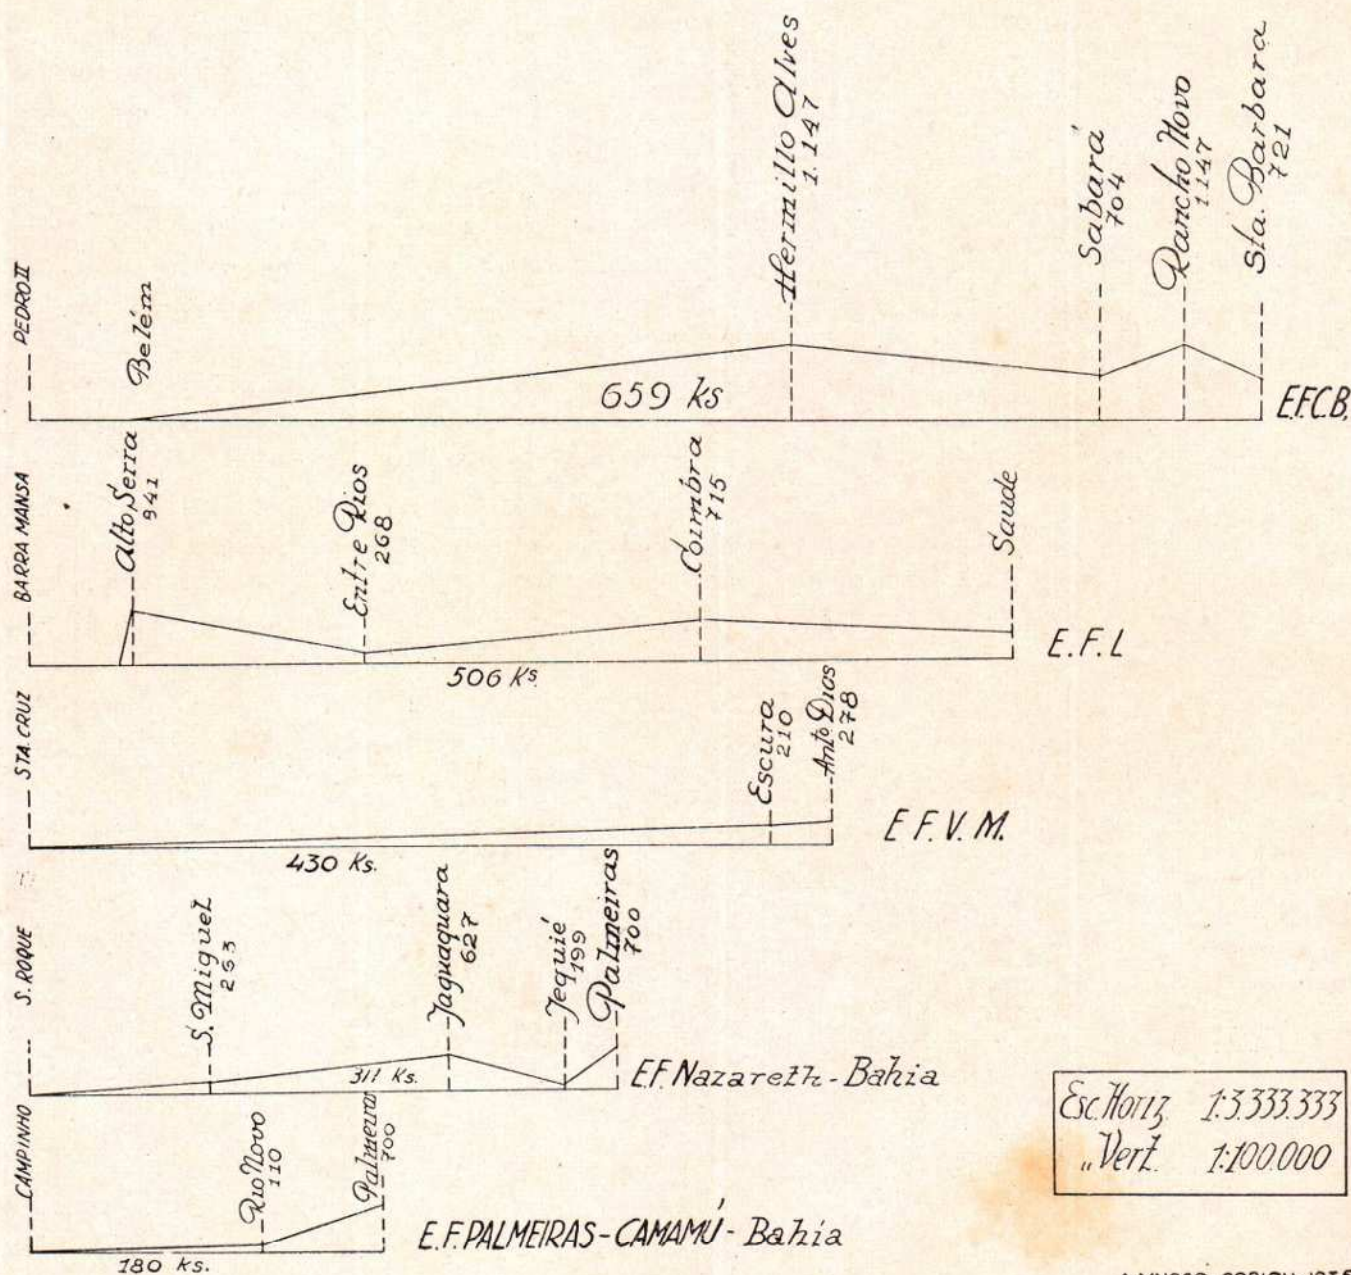 PEDRO II
Belém
Hermillo Alves
1.147
Sabará
704
Rancho Novo
1.147
Sta. Barbara
721
659 ks
E.F.C.B.
BARRA MANSA
Alto Serra
941
Entre Rios
268
Coimbra
715
Saude
506 Ks.
E.F.L
STA. CRUZ
Escura
210
Anto Dias
278
430 Ks.
E F. V. M.
S. ROQUE
S. Miguel
263
Jaguaquara
627
Jequié
199
Palmeiras
700
311 Ks.
E.F. Nazareth - Bahia
CAMPINHO
Rio Novo
110
Palmeiras
700
180 ks.
E.F. PALMEIRAS - CAMAMÚ - Bahia
Esc. Horiz 1:3.333.333
" Vert. 1:100.000